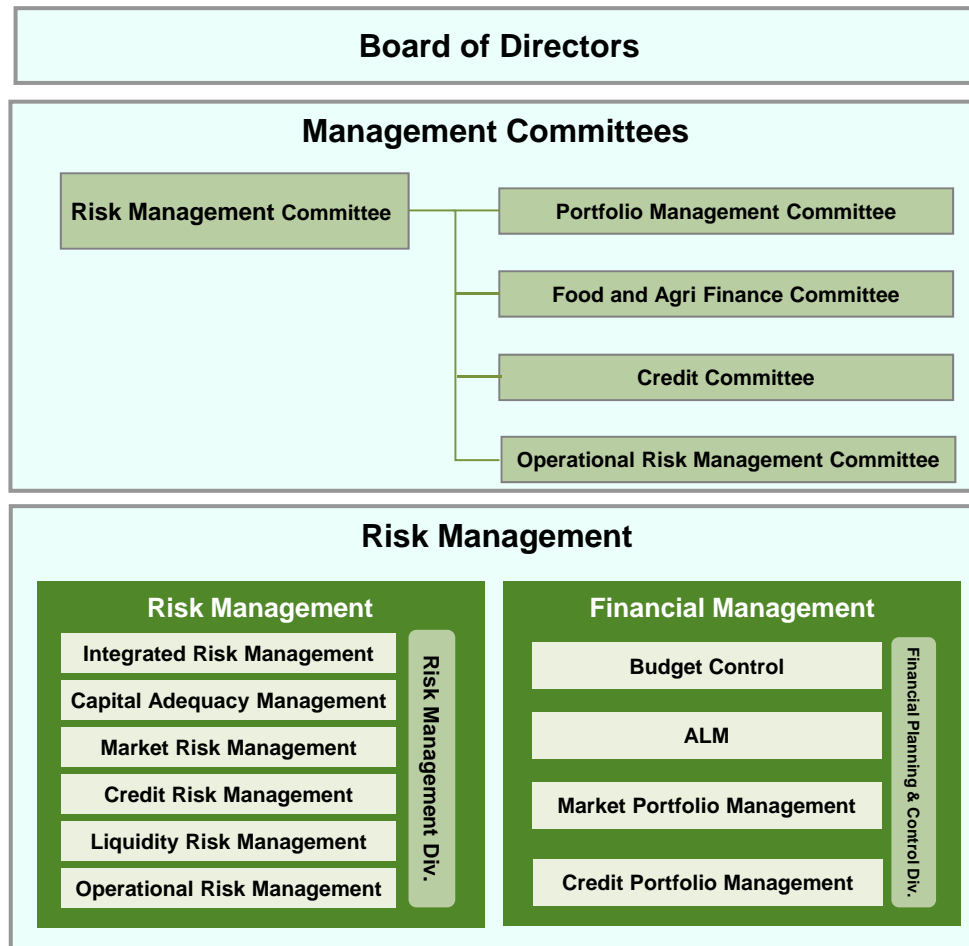 Board of Directors
Management Committees
Risk Management Committee
Portfolio Management Committee
Food and Agri Finance Committee
Credit Committee
Operational Risk Management Committee
Risk Management
Risk Management
Integrated Risk Management
Capital Adequacy Management
Market Risk Management
Credit Risk Management
Liquidity Risk Management
Operational Risk Management
Risk Management Div.
Financial Management
Budget Control
ALM
Market Portfolio Management
Credit Portfolio Management
Financial Planning & Control Div.